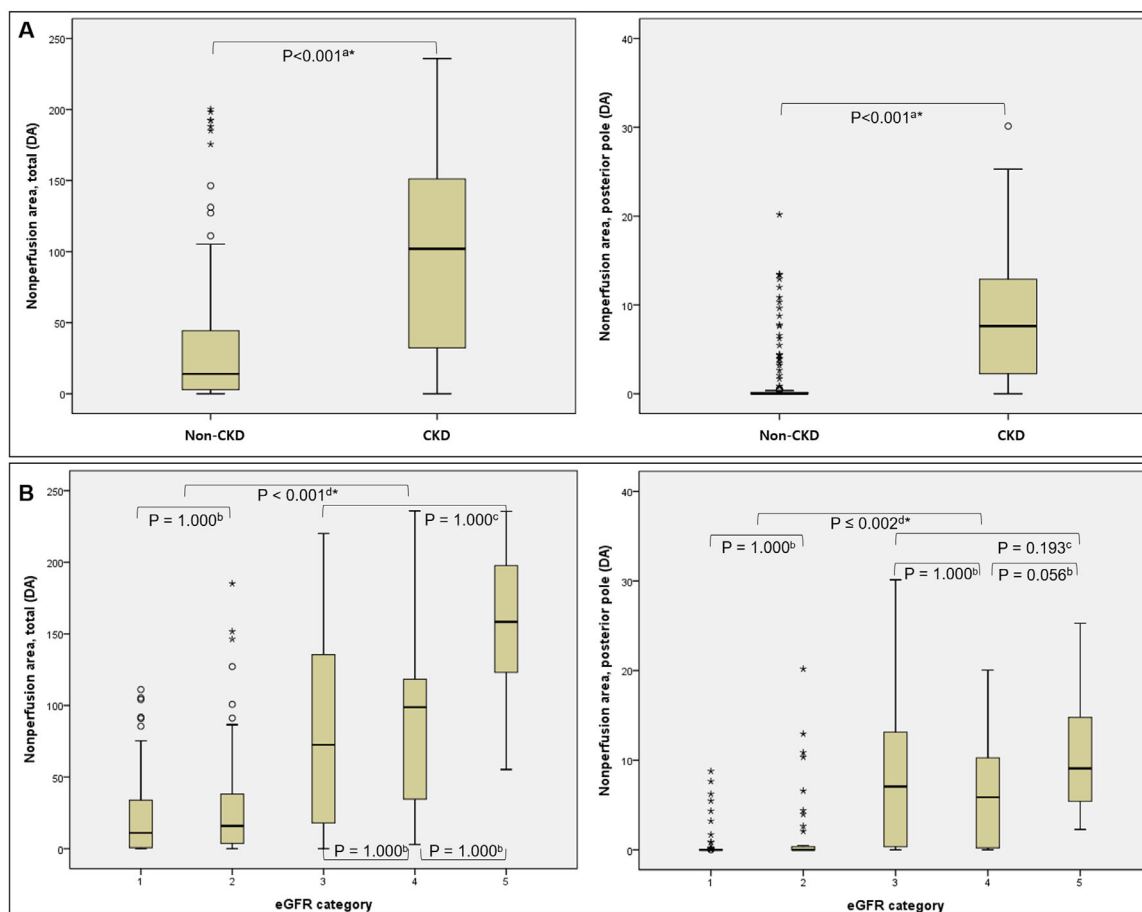 A
Nonperfusion area, total (DA)
250
200
150
100
50
0
P<0.001a*
Non-CKD
CKD
Nonperfusion area, posterior pole (DA)
40
30
20
10
0
P<0.001a*
Non-CKD
CKD
B
Nonperfusion area, total (DA)
250
200
150
100
50
0
P < 0.001d*
P = 1.000b
P = 1.000c
P = 1.000b
P = 1.000b
1
2
3
4
5
eGFR category
Nonperfusion area, posterior pole (DA)
40
30
20
10
0
P ≤ 0.002d*
P = 1.000b
P = 0.193c
P = 1.000b
P = 0.056b
1
2
3
4
5
eGFR category